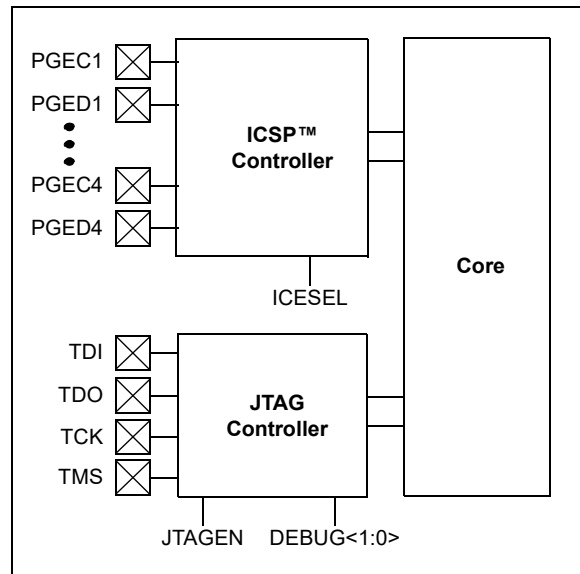 PGEC1
PGED1
PGEC4
PGED4
ICSP™
Controller
ICESEL
Core
TDI
TDO
TCK
TMS
JTAG
Controller
JTAGEN
DEBUG<1:0>